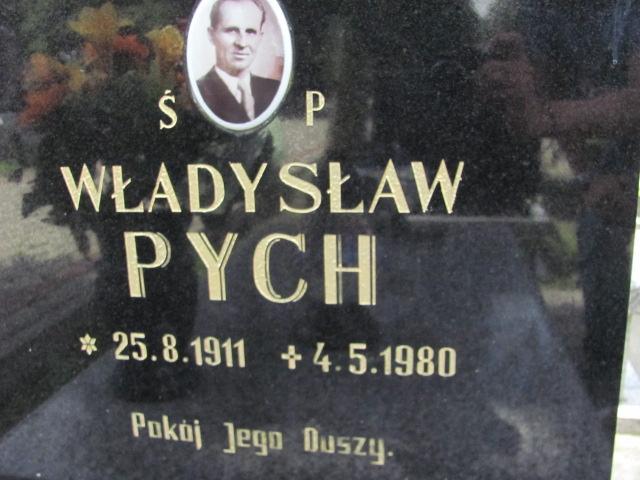 Ś P
WŁADYSŁAW
PYCH
* 25.8.1911 + 4.5.1980
Pokój Jego Duszy.